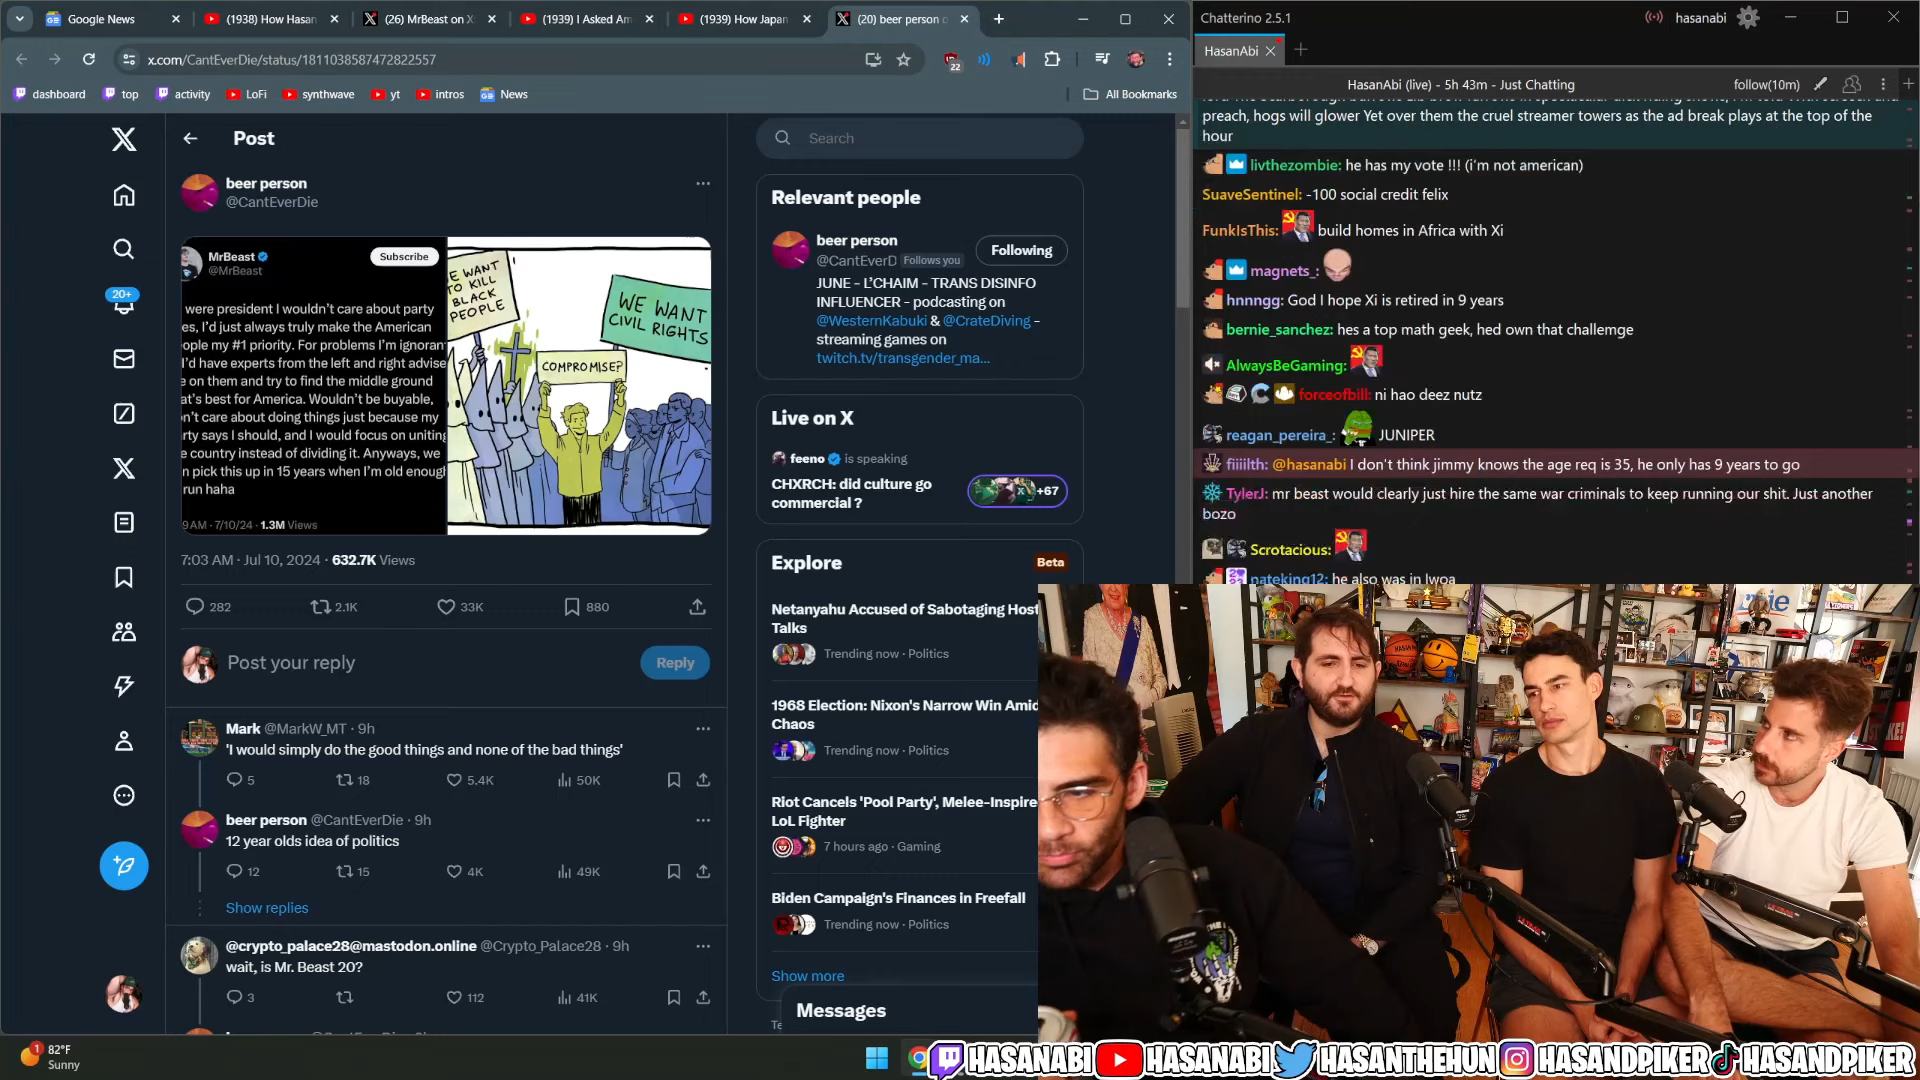 Google News
(1938) How Hasan
(26) MrBeast on X
(1939) I Asked Am
(1939) How Japan
(20) beer person o
x.com/CantEverDie/status/1811038587472822557
22
dashboard
top
activity
LoFi
synthwave
yt
intros
News
All Bookmarks
Post
beer person
@CantEverDie
MrBeast
@MrBeast
Subscribe
were president I wouldn't care about party
es, I'd just always truly make the American
ople my #1 priority. For problems I'm ignoran
I'd have experts from the left and right advise
e on them and try to find the middle ground
at's best for America. Wouldn't be buyable,
n't care about doing things just because my
rty says I should, and I would focus on uniting
e country instead of dividing it. Anyways, we
n pick this up in 15 years when I'm old enough
run haha
9 AM · 7/10/24 · 1.3M Views
E WANT
TO KILL
BLACK
PEOPLE
COMPROMISE?
WE WANT
CIVIL RIGHTS
7:03 AM · Jul 10, 2024 · 632.7K Views
282
2.1K
33K
880
Post your reply
Reply
Mark @MarkW_MT · 9h
'I would simply do the good things and none of the bad things'
5
18
5.4K
50K
beer person @CantEverDie · 9h
12 year olds idea of politics
12
15
4K
49K
Show replies
@crypto_palace28@mastodon.online @Crypto_Palace28 · 9h
wait, is Mr. Beast 20?
3
112
41K
20+
Search
Relevant people
beer person
@CantEverD Follows you
Following
JUNE - L'CHAIM - TRANS DISINFO
INFLUENCER - podcasting on
@WesternKabuki & @CrateDiving -
streaming games on
twitch.tv/transgender_ma...
Live on X
feeno is speaking
CHXRCH: did culture go
commercial ?
+67
Explore
Beta
Netanyahu Accused of Sabotaging Host
Talks
Trending now · Politics
1968 Election: Nixon's Narrow Win Amid
Chaos
Trending now · Politics
Riot Cancels 'Pool Party', Melee-Inspire
LoL Fighter
7 hours ago · Gaming
Biden Campaign's Finances in Freefall
Trending now · Politics
Show more
Messages
Chatterino 2.5.1
hasanabi
HasanAbi
HasanAbi (live) - 5h 43m - Just Chatting
follow(10m)
preach, hogs will glower Yet over them the cruel streamer towers as the ad break plays at the top of the
hour
livthezombie: he has my vote !!! (i'm not american)
SuaveSentinel: -100 social credit felix
FunkIsThis: build homes in Africa with Xi
magnets_:
hnnngg: God I hope Xi is retired in 9 years
bernie_sanchez: hes a top math geek, hed own that challemge
AlwaysBeGaming:
forceofbill: ni hao deez nutz
reagan_pereira_: JUNIPER
fiiiilth: @hasanabi I don't think jimmy knows the age req is 35, he only has 9 years to go
TylerJ: mr beast would clearly just hire the same war criminals to keep running our shit. Just another
bozo
Scrotacious:
nateking12: he also was in lwoa
1
82°F
Sunny
HASANABI
HASANABI
HASANTHEHUN
HASANDPIKER
HASANDPIKER